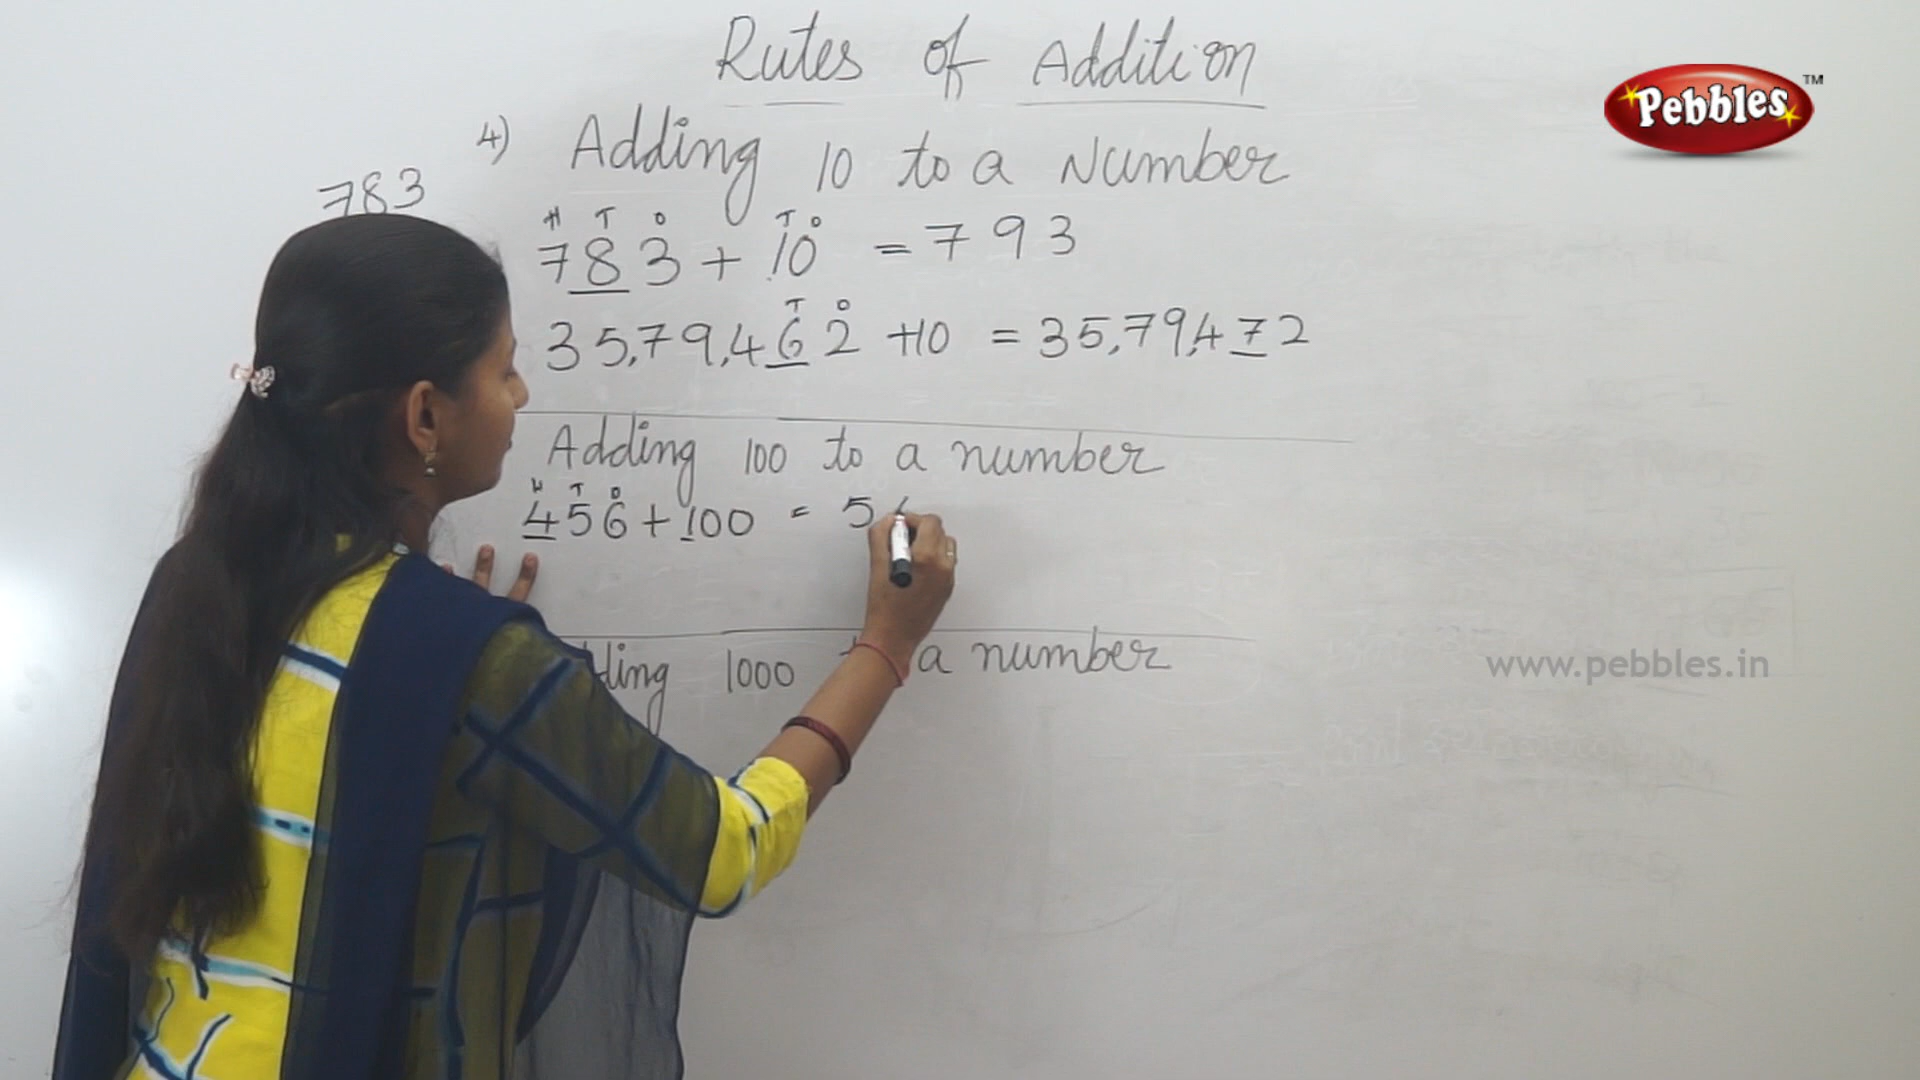 Rules of Addition
Pebbles™
4) Adding 10 to a Number
783
H T O T O
783 + 10 = 793
T O
35,79,462 +10 = 35,79,472
Adding 100 to a number
H T O
456 + 100 = 5
1000 a number
www.pebbles.in